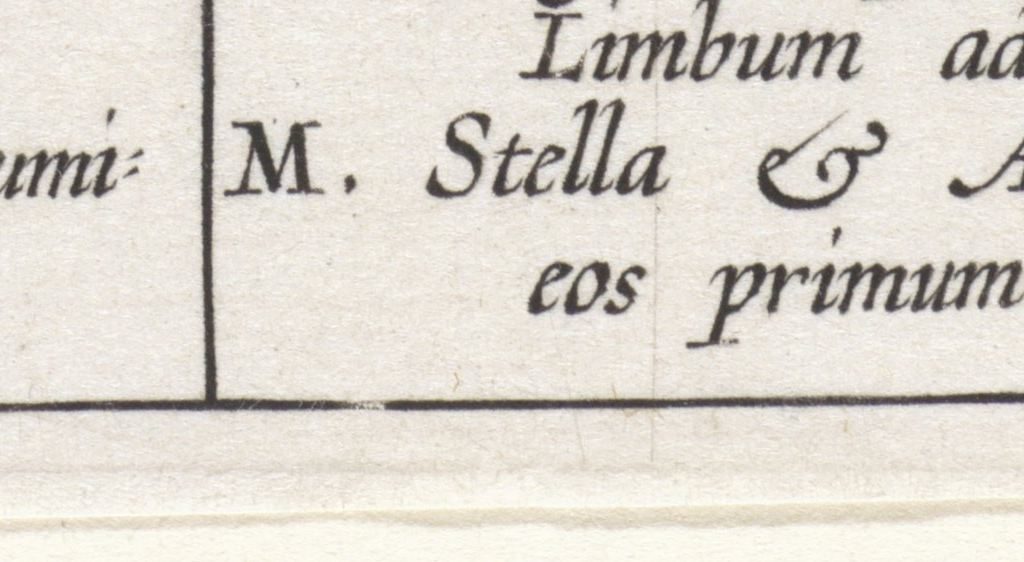 Limbum ad
umi-
M. Stella & A
eos primum